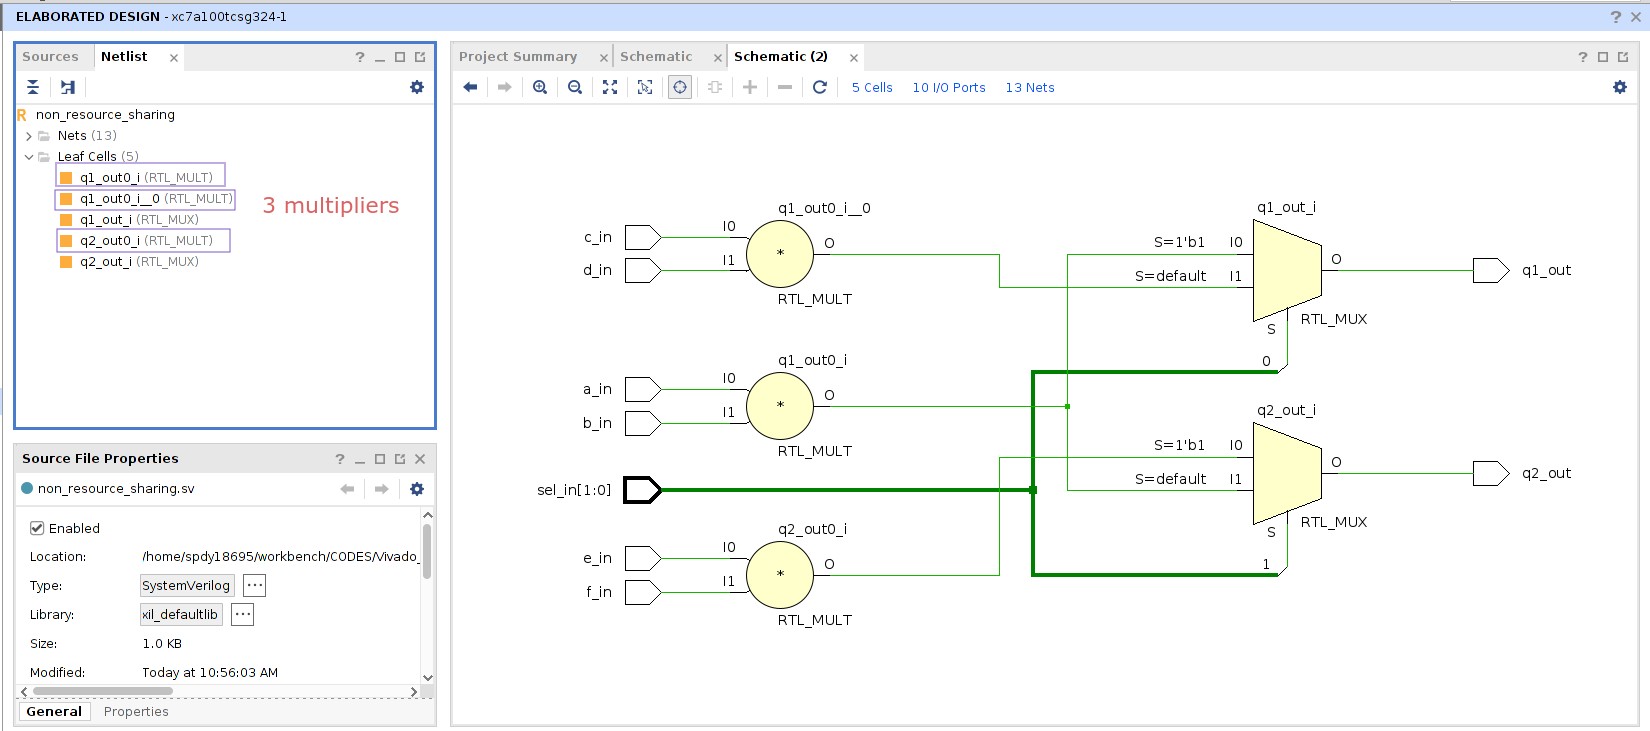 ELABORATED DESIGN - xc7a100tcsg324-1
Sources
Netlist
non_resource_sharing
Nets (13)
Leaf Cells (5)
q1_out0_i (RTL_MULT)
q1_out0_i__0 (RTL_MULT)
q1_out_i (RTL_MUX)
q2_out0_i (RTL_MULT)
q2_out_i (RTL_MUX)
3 multipliers
Source File Properties
non_resource_sharing.sv
Enabled
Location: /home/spdy18695/workbench/CODES/Vivado_
Type: SystemVerilog ...
Library: xil_defaultlib ...
Size: 1.0 KB
Modified: Today at 10:56:03 AM
General Properties
Project Summary
Schematic
Schematic (2)
5 Cells 10 I/O Ports 13 Nets
q1_out0_i__0
c_in I0
d_in I1
* O
RTL_MULT
q1_out0_i
a_in I0
b_in I1
* O
RTL_MULT
sel_in[1:0]
q2_out0_i
e_in I0
f_in I1
* O
RTL_MULT
q1_out_i
S=1'b1 I0
S=default I1
O
q1_out
S
RTL_MUX
0
q2_out_i
S=1'b1 I0
S=default I1
O
q2_out
S
RTL_MUX
1